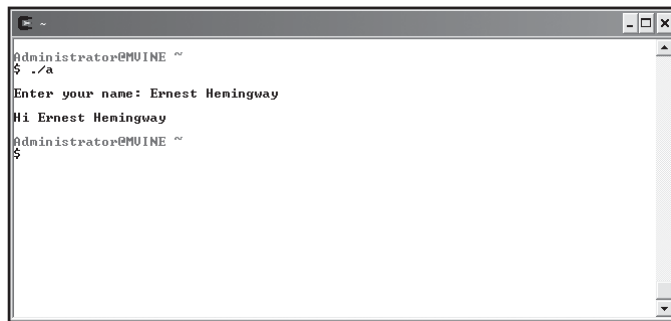 ~
Administrator@MVINE ~
$ ./a
Enter your name: Ernest Hemingway
Hi Ernest Hemingway
Administrator@MVINE ~
$